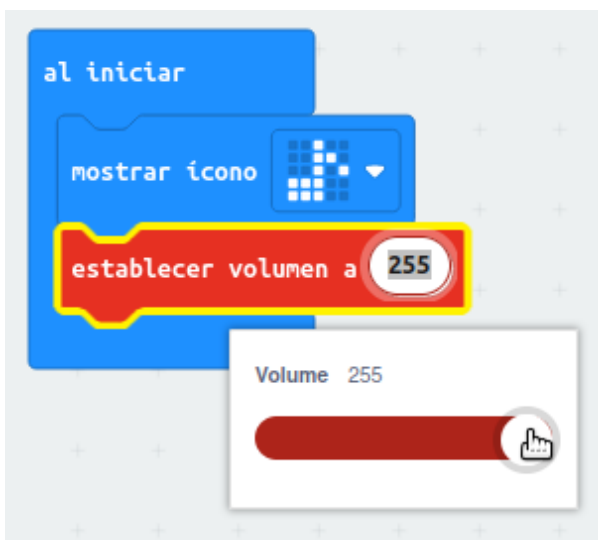 al iniciar
mostrar ícono
establecer volumen a 255
Volume 255